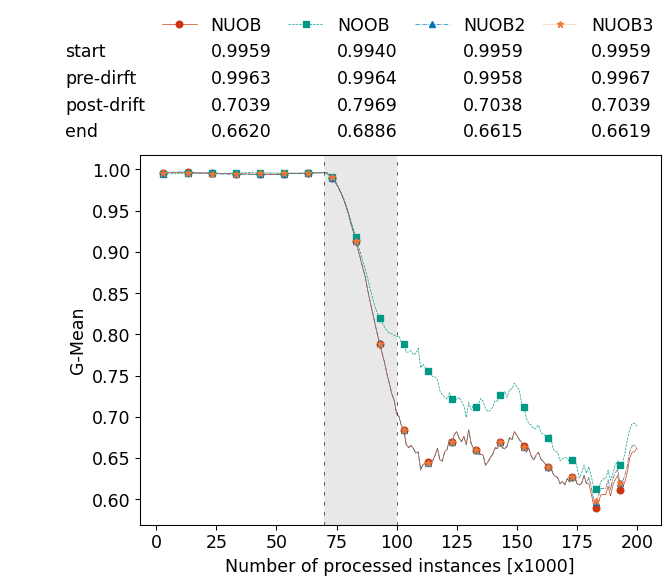 NUOB NOOB NUOB2 NUOB3
start 0.9959 0.9940 0.9959 0.9959
pre-dirft 0.9963 0.9964 0.9958 0.9967
post-drift 0.7039 0.7969 0.7038 0.7039
end 0.6620 0.6886 0.6615 0.6619
1.00
0.95
0.90
0.85
0.80
0.75
0.70
0.65
0.60
G-Mean
0 25 50 75 100 125 150 175 200
Number of processed instances [x1000]